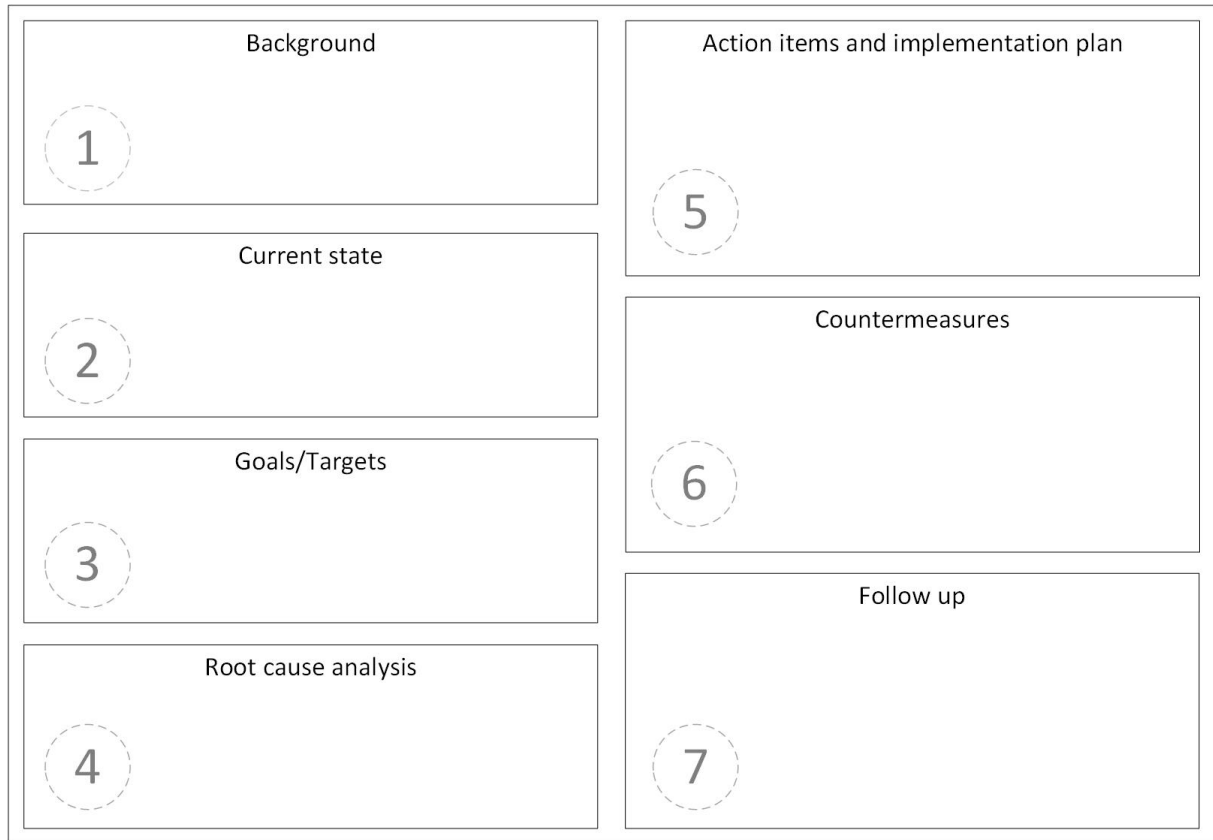 Background
1
Current state
2
Goals/Targets
3
Root cause analysis
4
Action items and implementation plan
5
Countermeasures
6
Follow up
7